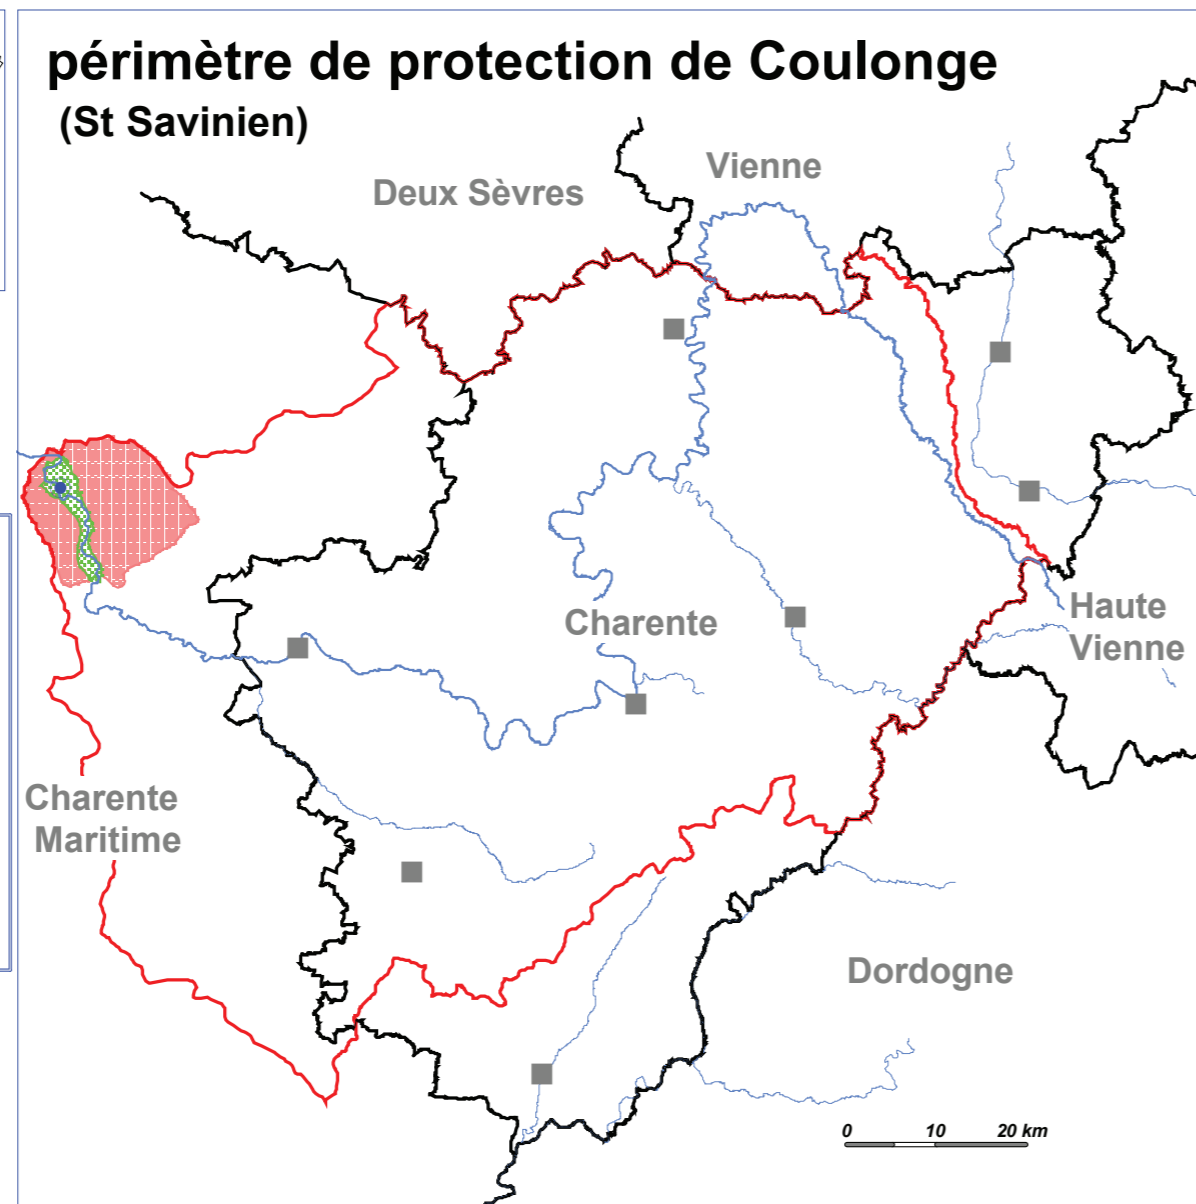 périmètre de protection de Coulonge
(St Savinien)
Vienne
Deux Sèvres
Haute
Vienne
Charente
Charente
Maritime
Dordogne
0 10 20 km